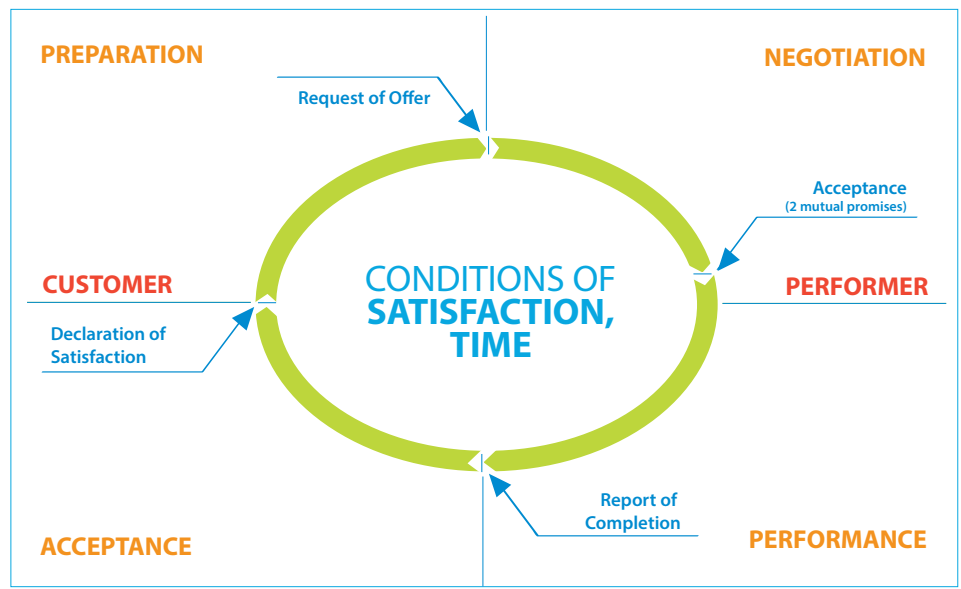 PREPARATION
NEGOTIATION
Request of Offer
Acceptance
(2 mutual promises)
CUSTOMER
CONDITIONS OF
SATISFACTION,
TIME
PERFORMER
Declaration of
Satisfaction
Report of
Completion
ACCEPTANCE
PERFORMANCE